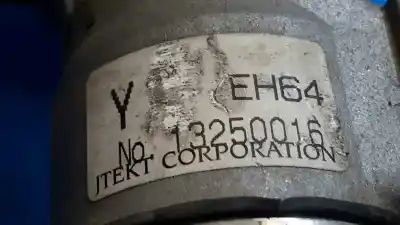 Y EH64
No. 13250016
JTEKT CORPORATION